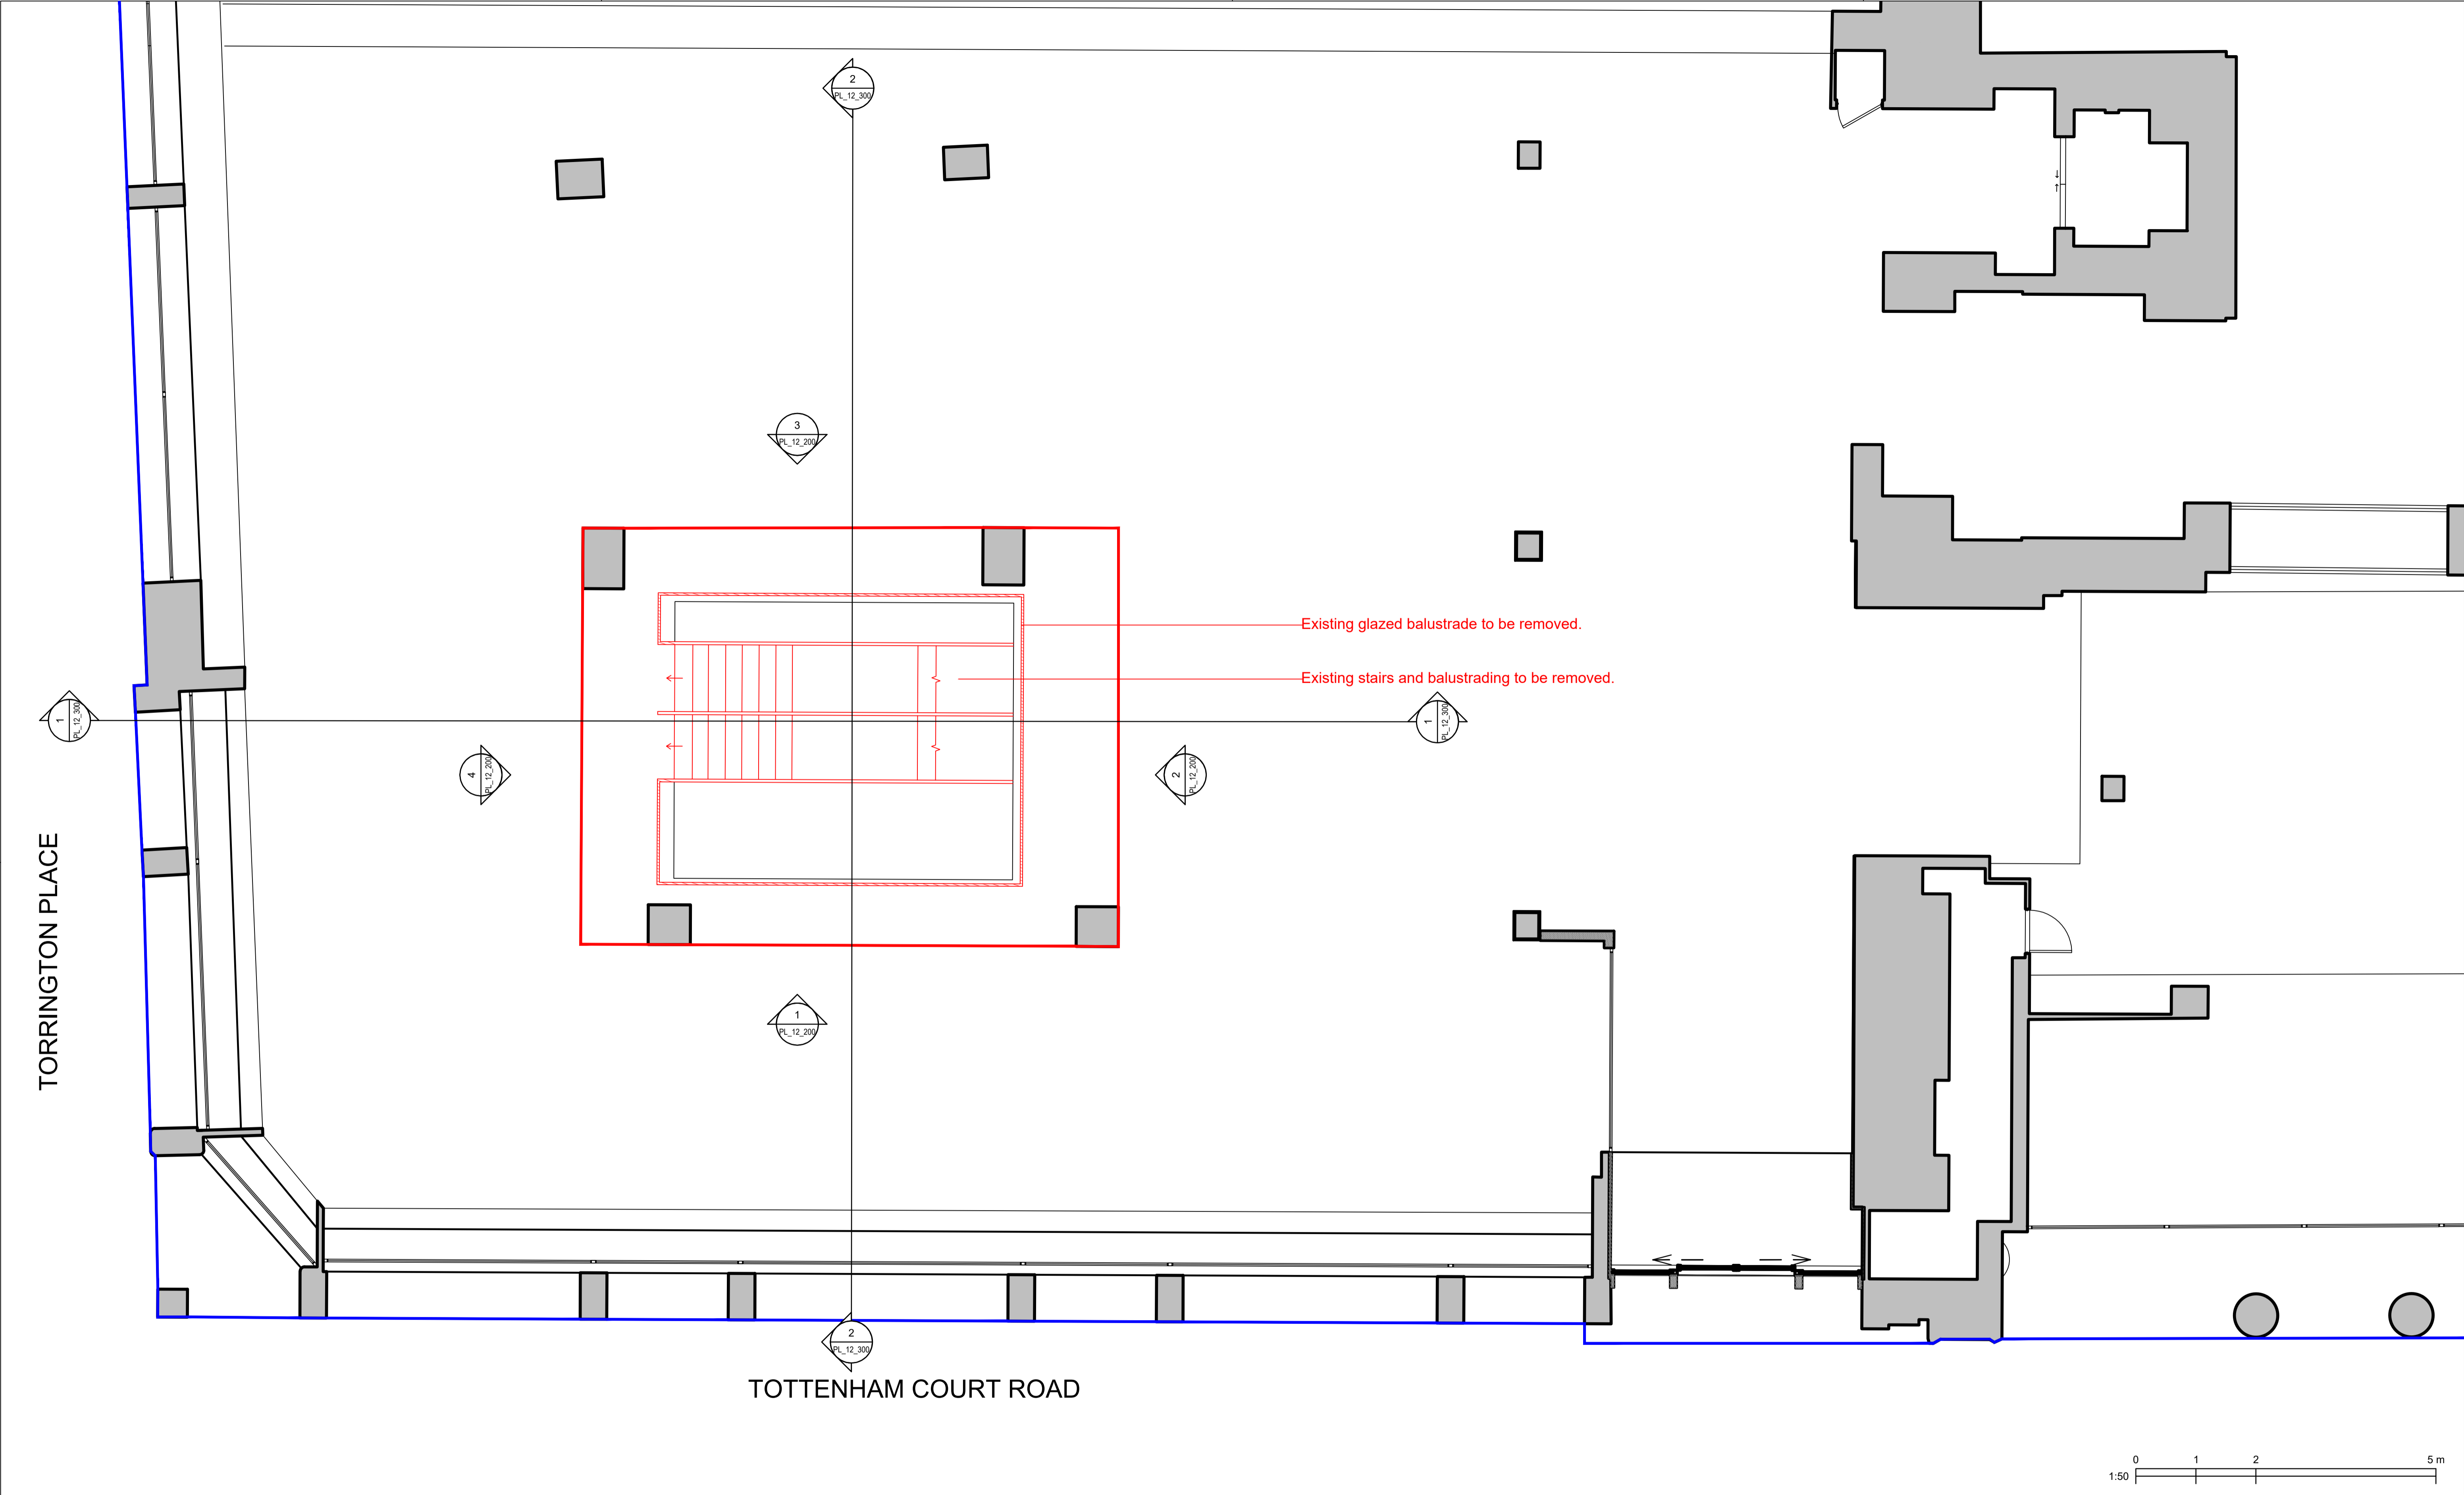 2
PL_12_300
3
PL_12_200
Existing glazed balustrade to be removed.
Existing stairs and balustrading to be removed.
1
PL_12_300
1
PL_12_300
4
PL_12_200
2
PL_12_200
TORRINGTON PLACE
1
PL_12_200
2
PL_12_300
TOTTENHAM COURT ROAD
0 1 2 5 m
1:50